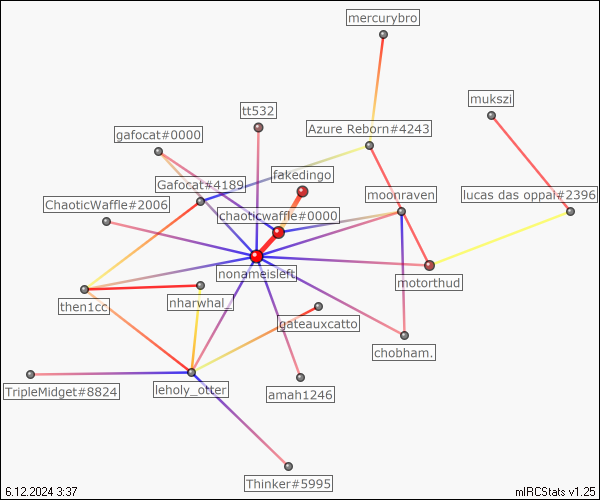 mercurybro
mukszi
tt532
Azure Reborn#4243
gafocat#0000
fakedingo
Gafocat#4189
moonraven
lucas das oppal#2396
ChaoticWaffle#2006
chaoticwaffle#0000
nonameisleft
motorthud
then1cc
nharwhal_
gateauxcatto
chobham.
TripleMidget#8824
leholy_otter
amah1246
Thinker#5995
6.12.2024 3:37
mIRCStats v1.25